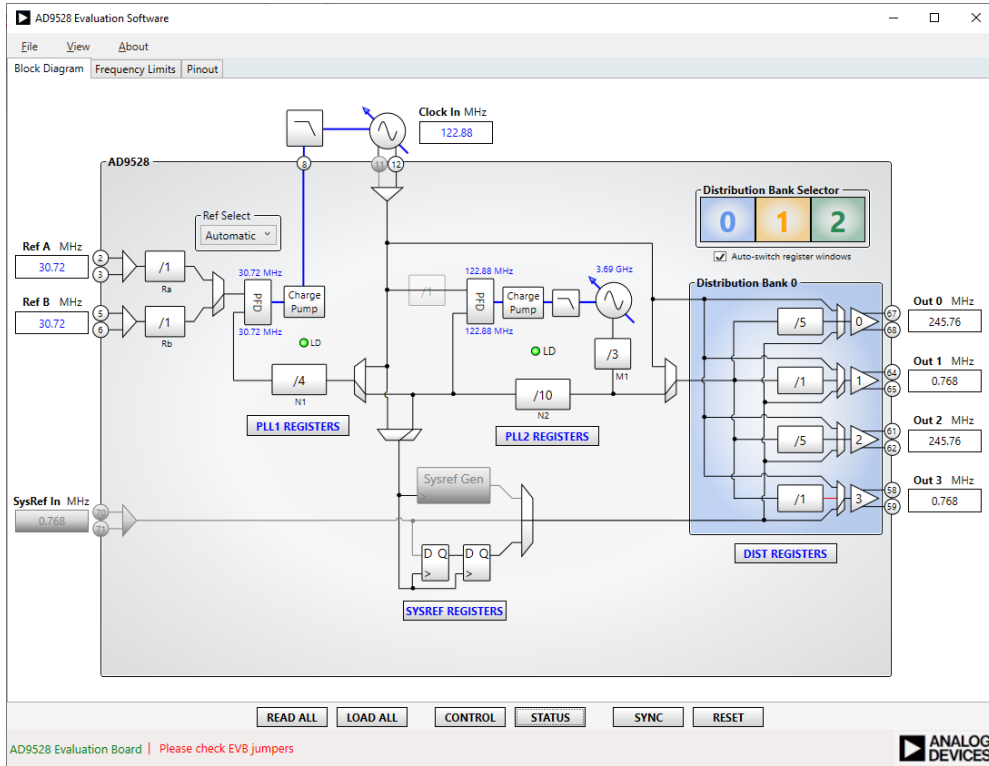 AD9528 Evaluation Software
File View About
Block Diagram Frequency Limits Pinout
Clock In MHz
122.88
8
11 12
AD9528
Distribution Bank Selector
0 1 2
Auto-switch register windows
Ref Select
Automatic
Ref A MHz
30.72
2
3
/1
Ra
Ref B MHz
30.72
5
6
/1
Rb
30.72 MHz
PFD
30.72 MHz
Charge
Pump
LD
/4
N1
PLL1 REGISTERS
/1
122.88 MHz
PFD
122.88 MHz
Charge
Pump
3.69 GHz
LD
/3
M1
/10
N2
PLL2 REGISTERS
Distribution Bank 0
/5
0
67
68
Out 0 MHz
245.76
/1
1
64
65
Out 1 MHz
0.768
/5
2
61
62
Out 2 MHz
245.76
/1
3
58
59
Out 3 MHz
0.768
DIST REGISTERS
SysRef In MHz
0.768
70
71
Sysref Gen
>
D Q
>
D Q
>
SYSREF REGISTERS
READ ALL LOAD ALL CONTROL STATUS SYNC RESET
AD9528 Evaluation Board | Please check EVB jumpers
ANALOG
DEVICES